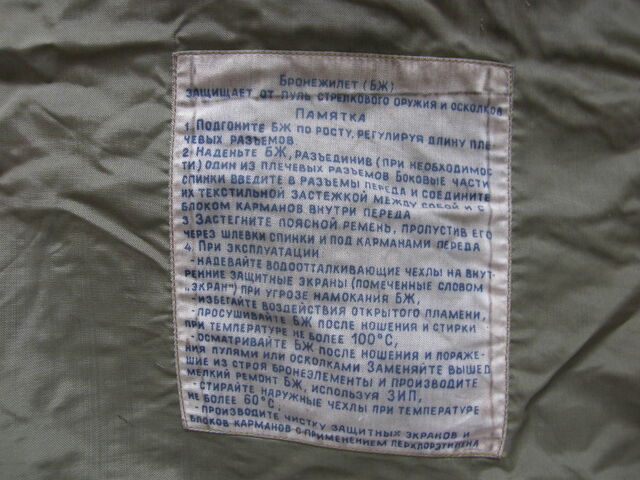 Бронежилет (БЖ)
защищает от пуль стрелкового оружия и осколков
Памятка
1. Подгоните БЖ по росту, регулируя длину пле-
чевых разъемов
2. Наденьте БЖ, разъединив (при необходимос-
ти) один из плечевых разъемов Боковые части
спинки введите в разъемы переда и соедините
их текстильной застежкой между собой и с
блоком карманов внутри переда
3 Застегните поясной ремень, пропустив его
через шлевки спинки и под карманами переда
4. При эксплуатации:
- надевайте водоотталкивающие чехлы на внут-
ренние защитные экраны (помеченные словом
„экран") при угрозе намокания БЖ,
- избегайте воздействия открытого пламени,
- просушивайте БЖ после ношения и стирки
при температуре не более 100°С,
- осматривайте БЖ после ношения и пораже-
ния пулями или осколками Заменяйте вышед
шие из строя бронеэлементы и производите
мелкий ремонт БЖ, используя ЗИП,
- стирайте наружные чехлы при температуре
не более 60°С;
- производите чистку защитных экранов и
блоков карманов с применением перхлорэтилена